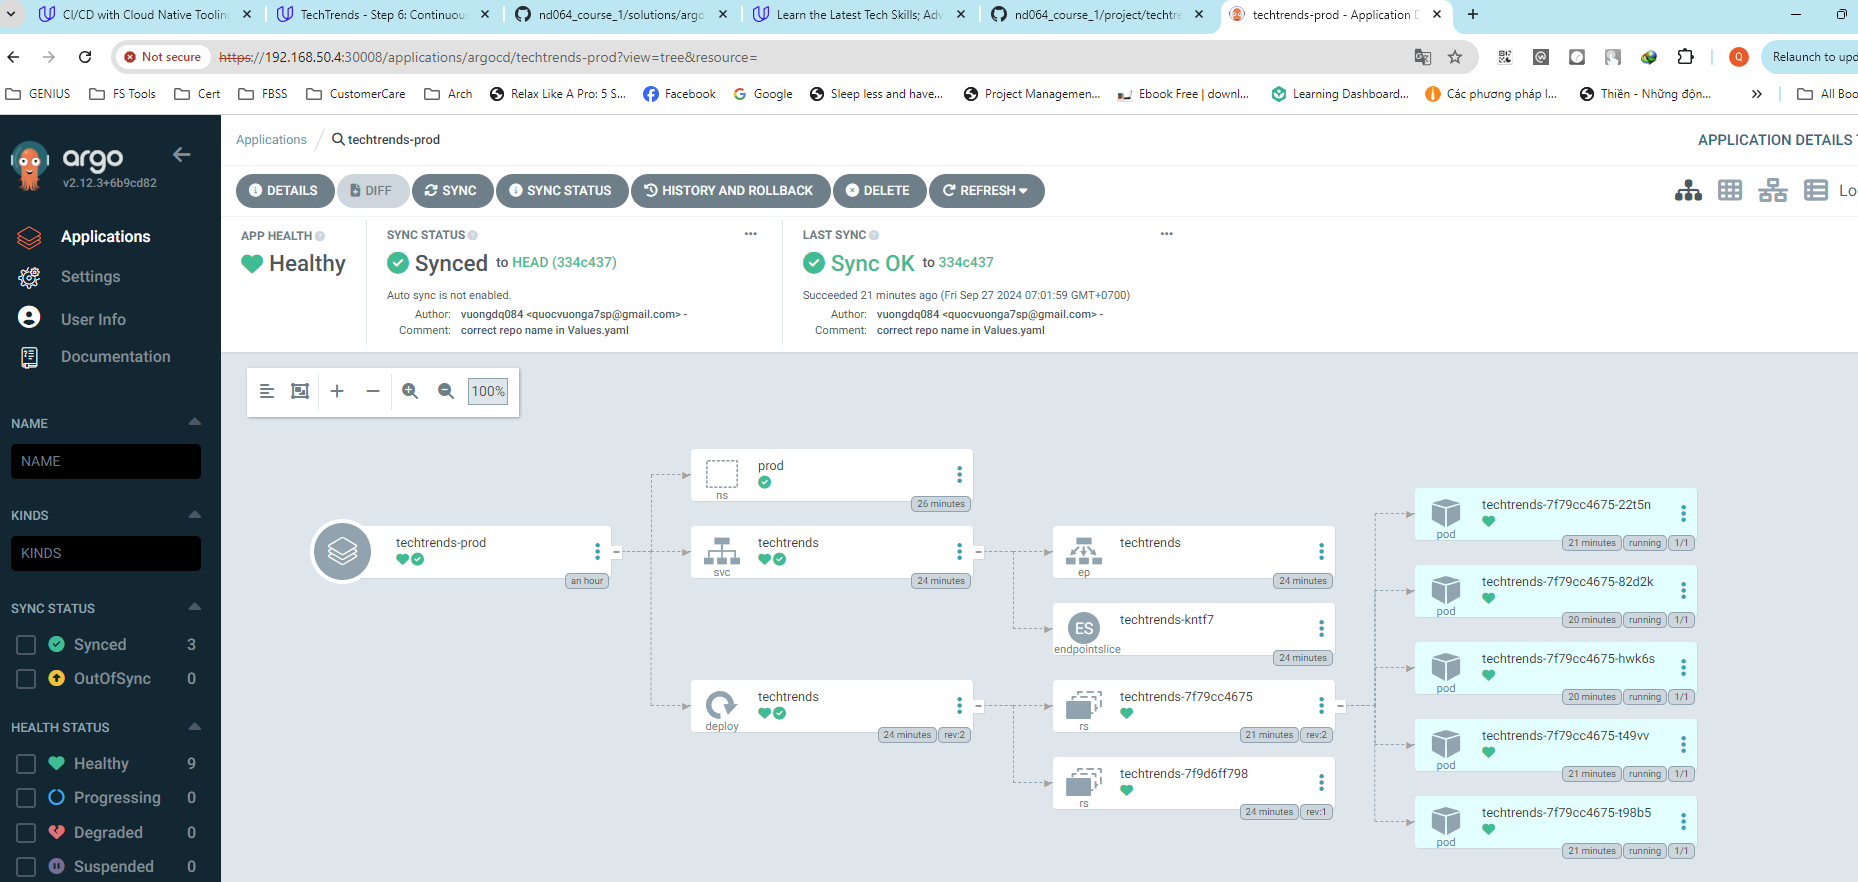 CI/CD with Cloud Native Tooling
TechTrends - Step 6: Continuous
nd064_course_1/solutions/argo
Learn the Latest Tech Skills; Adv
nd064_course_1/project/techtre
techtrends-prod - Application D
Not secure
https://192.168.50.4:30008/applications/argocd/techtrends-prod?view=tree&resource=
Q
Relaunch to upd
GENIUS
FS Tools
Cert
FBSS
CustomerCare
Arch
Relax Like A Pro: 5 S...
Facebook
Google
Sleep less and have...
Project Managemen...
Ebook Free | downl...
Learning Dashboard...
Các phương pháp l...
Thiền - Những độn...
All Boo
argo
v2.12.3+6b9cd82
Applications
Settings
User Info
Documentation
NAME
NAME
KINDS
KINDS
SYNC STATUS
Synced 3
OutOfSync 0
HEALTH STATUS
Healthy 9
Progressing 0
Degraded 0
Suspended 0
Applications / techtrends-prod
APPLICATION DETAILS T
DETAILS
DIFF
SYNC
SYNC STATUS
HISTORY AND ROLLBACK
DELETE
REFRESH
Lo
APP HEALTH
Healthy
SYNC STATUS
Synced to HEAD (334c437)
Auto sync is not enabled.
Author: vuongdq084 <quocvuonga7sp@gmail.com> -
Comment: correct repo name in Values.yaml
LAST SYNC
Sync OK to 334c437
Succeeded 21 minutes ago (Fri Sep 27 2024 07:01:59 GMT+0700)
Author: vuongdq084 <quocvuonga7sp@gmail.com> -
Comment: correct repo name in Values.yaml
100%
techtrends-prod
an hour
prod
ns
26 minutes
techtrends
svc
24 minutes
techtrends
deploy
24 minutes rev:2
techtrends
ep
24 minutes
ES
techtrends-kntf7
endpointslice
24 minutes
techtrends-7f79cc4675
rs
21 minutes rev:2
techtrends-7f9d6ff798
rs
24 minutes rev:1
techtrends-7f79cc4675-22t5n
pod
21 minutes running 1/1
techtrends-7f79cc4675-82d2k
pod
20 minutes running 1/1
techtrends-7f79cc4675-hwk6s
pod
20 minutes running 1/1
techtrends-7f79cc4675-t49vv
pod
21 minutes running 1/1
techtrends-7f79cc4675-t98b5
pod
21 minutes running 1/1